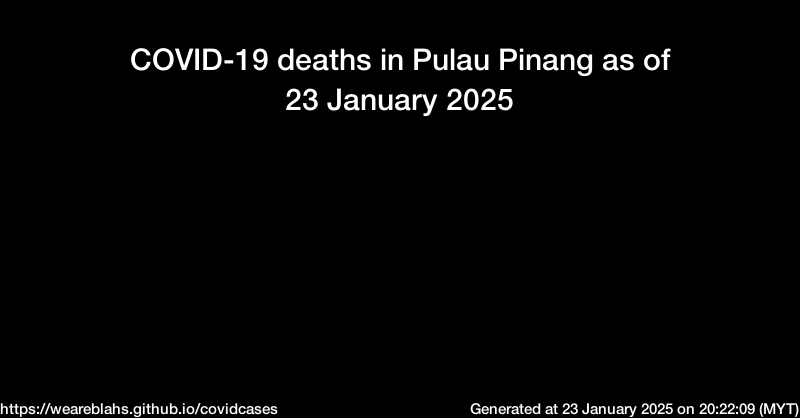 COVID-19 deaths in Pulau Pinang as of
23 January 2025
https://weareblahs.github.io/covidcases
Generated at 23 January 2025 on 20:22:09 (MYT)